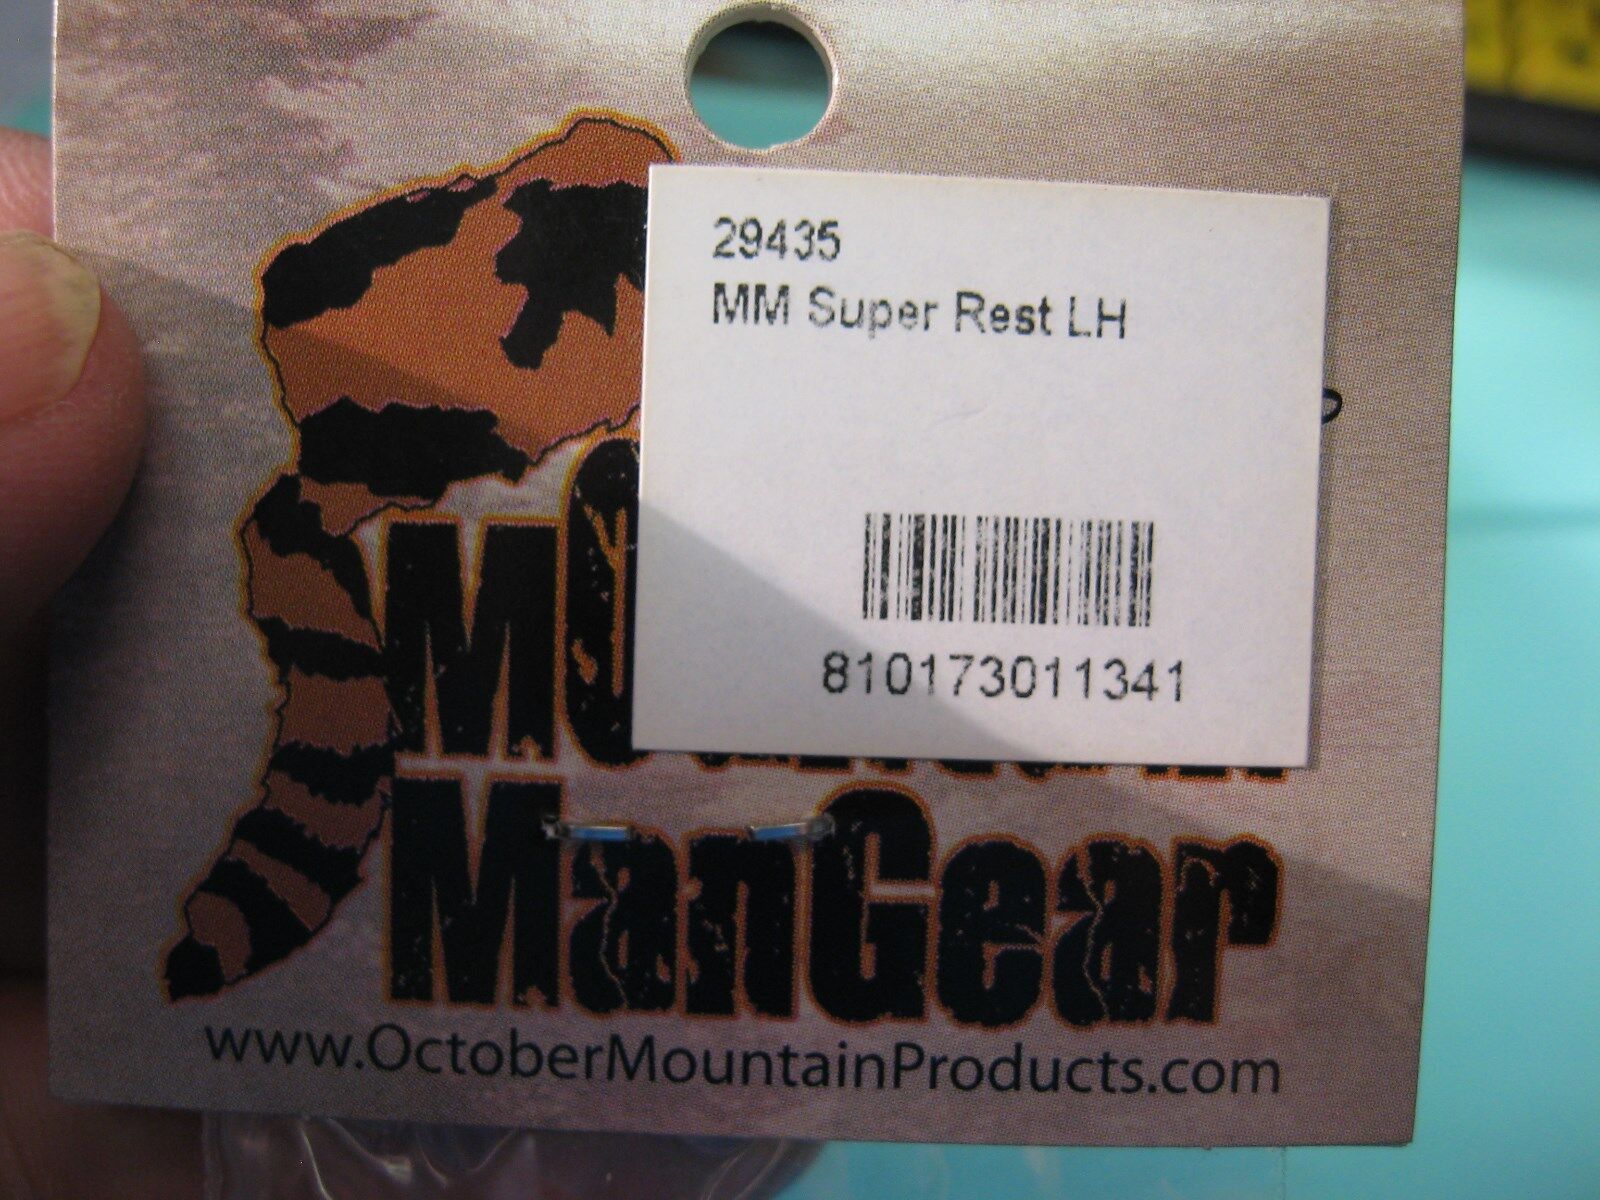 29435
MM Super Rest LH
810173011341
ManGear
www.OctoberMountainProducts.com